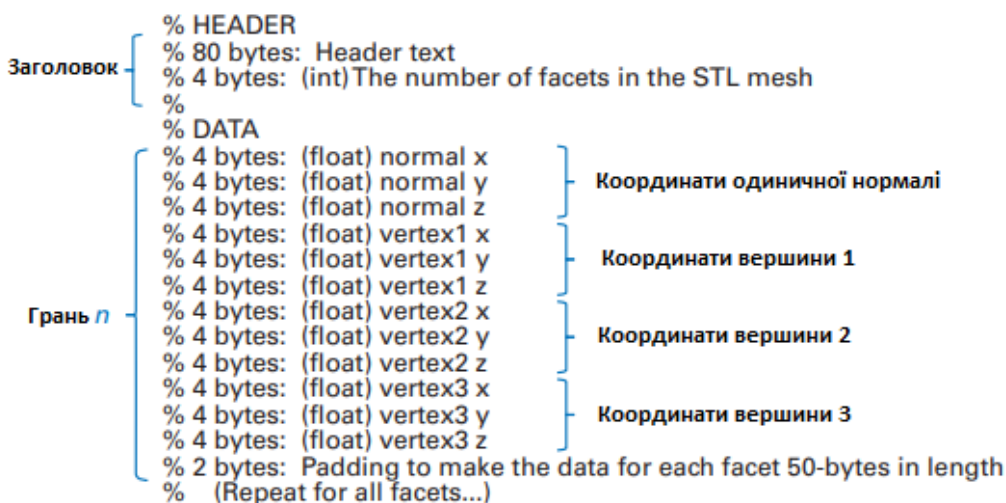 % HEADER
Заголовок
% 80 bytes: Header text
% 4 bytes: (int) The number of facets in the STL mesh
%
% DATA
% 4 bytes: (float) normal x
% 4 bytes: (float) normal y
% 4 bytes: (float) normal z
Координати одиничної нормалі
% 4 bytes: (float) vertex1 x
% 4 bytes: (float) vertex1 y
% 4 bytes: (float) vertex1 z
Координати вершини 1
Грань n
% 4 bytes: (float) vertex2 x
% 4 bytes: (float) vertex2 y
% 4 bytes: (float) vertex2 z
Координати вершини 2
% 4 bytes: (float) vertex3 x
% 4 bytes: (float) vertex3 y
% 4 bytes: (float) vertex3 z
Координати вершини 3
% 2 bytes: Padding to make the data for each facet 50-bytes in length
% (Repeat for all facets...)